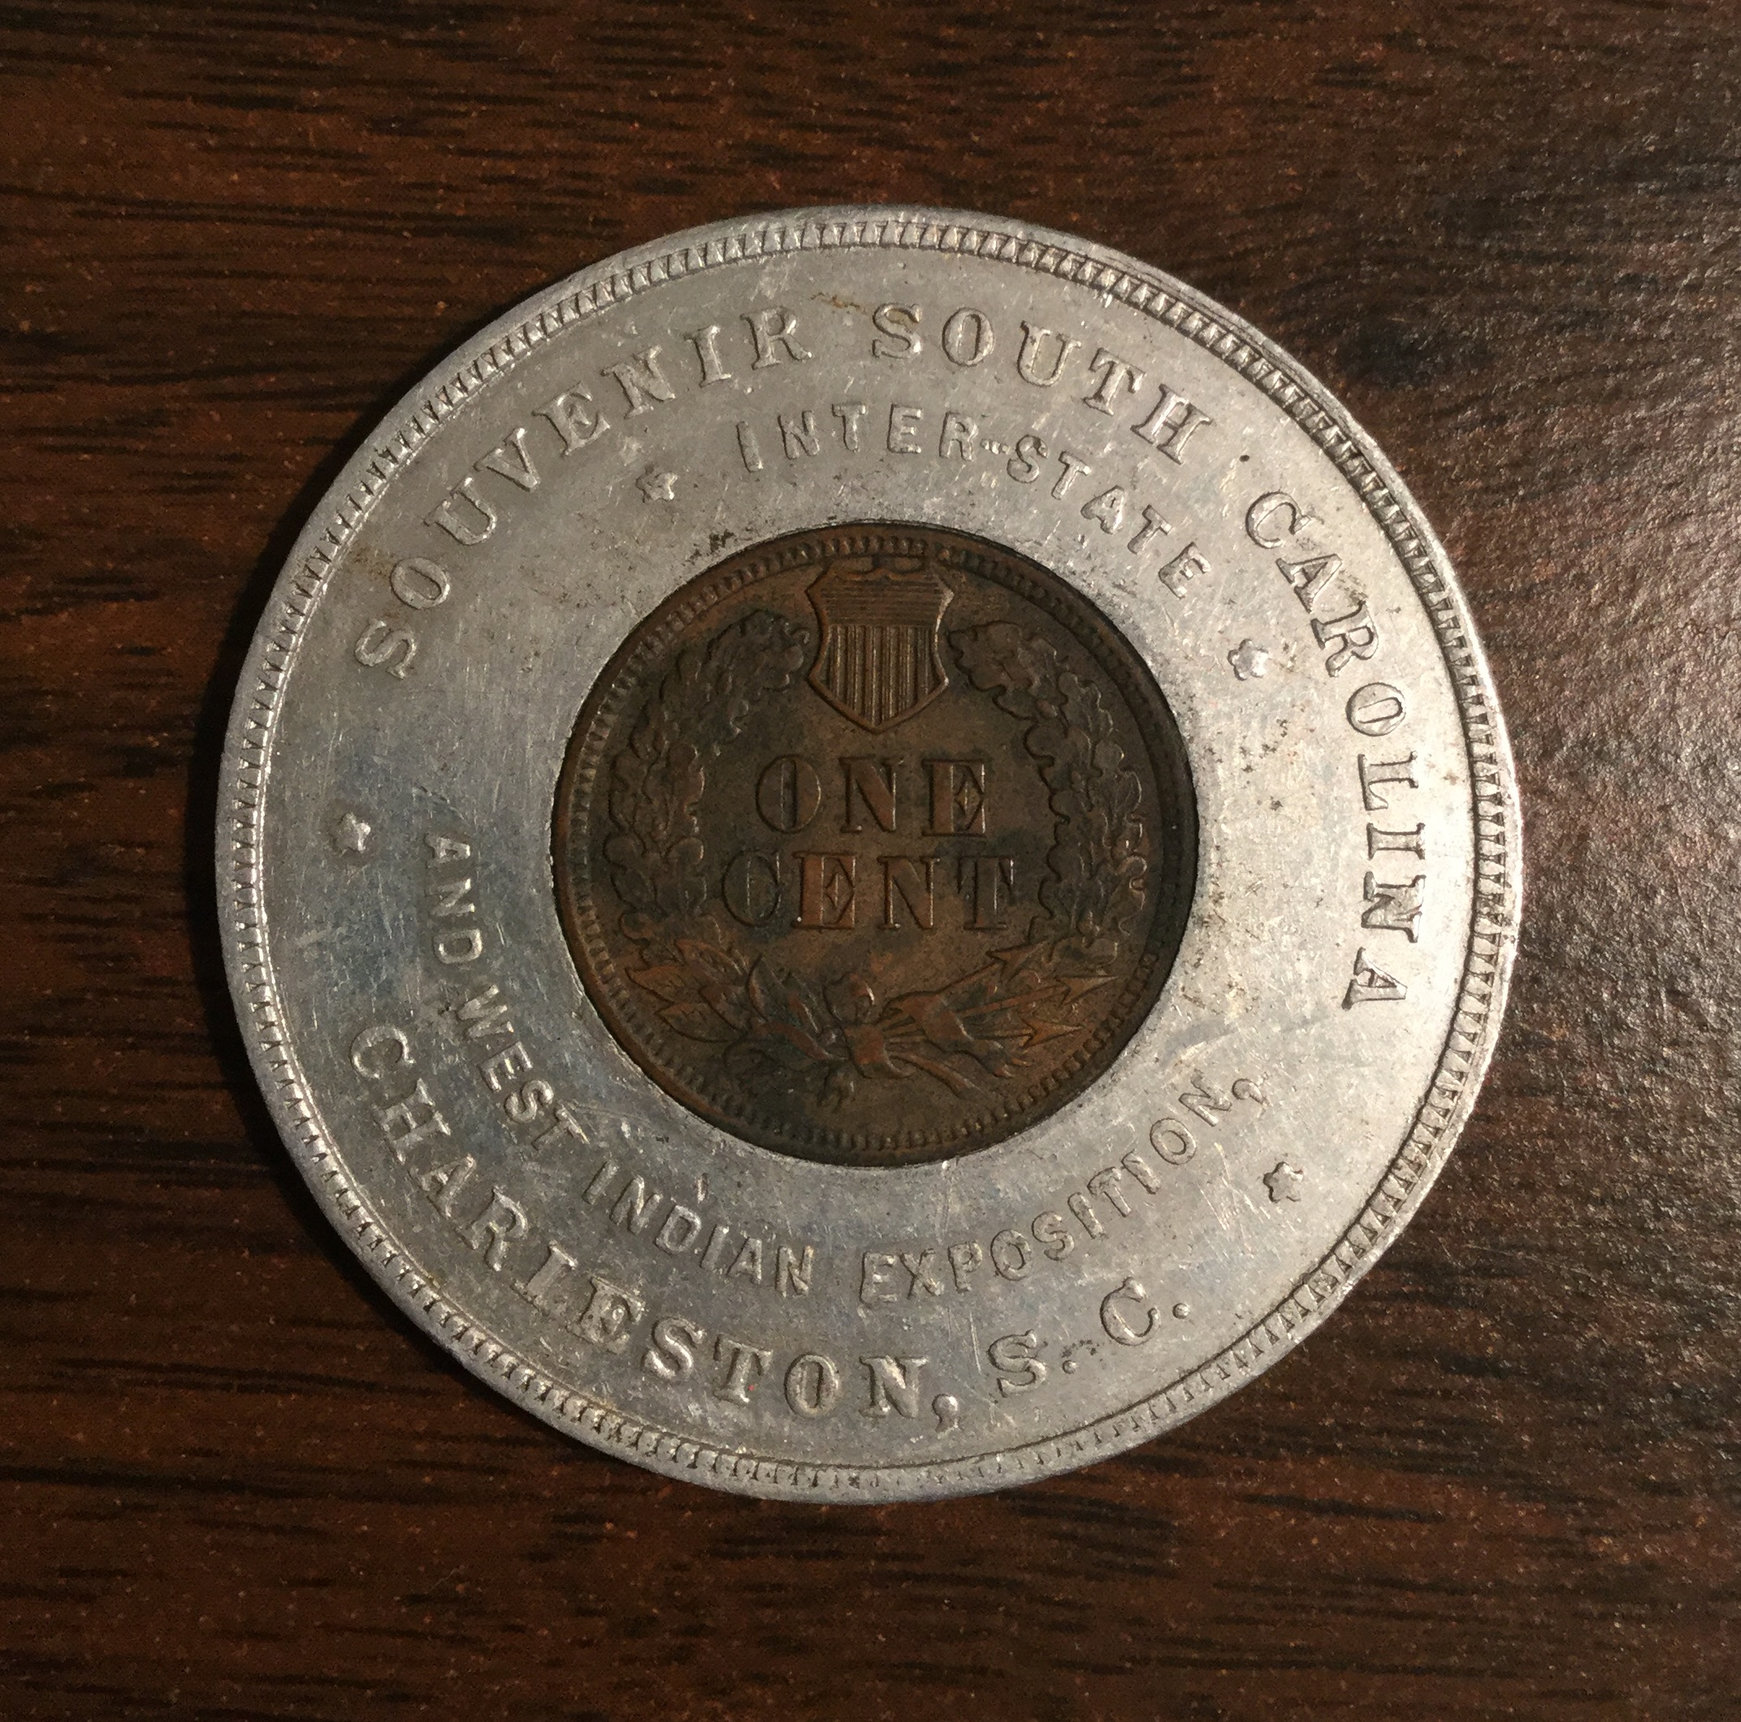 SOUVENIR SOUTH CAROLINA
INTER-STATE
AND WEST INDIAN EXPOSITION,
CHARLESTON, S. C.
ONE
CENT